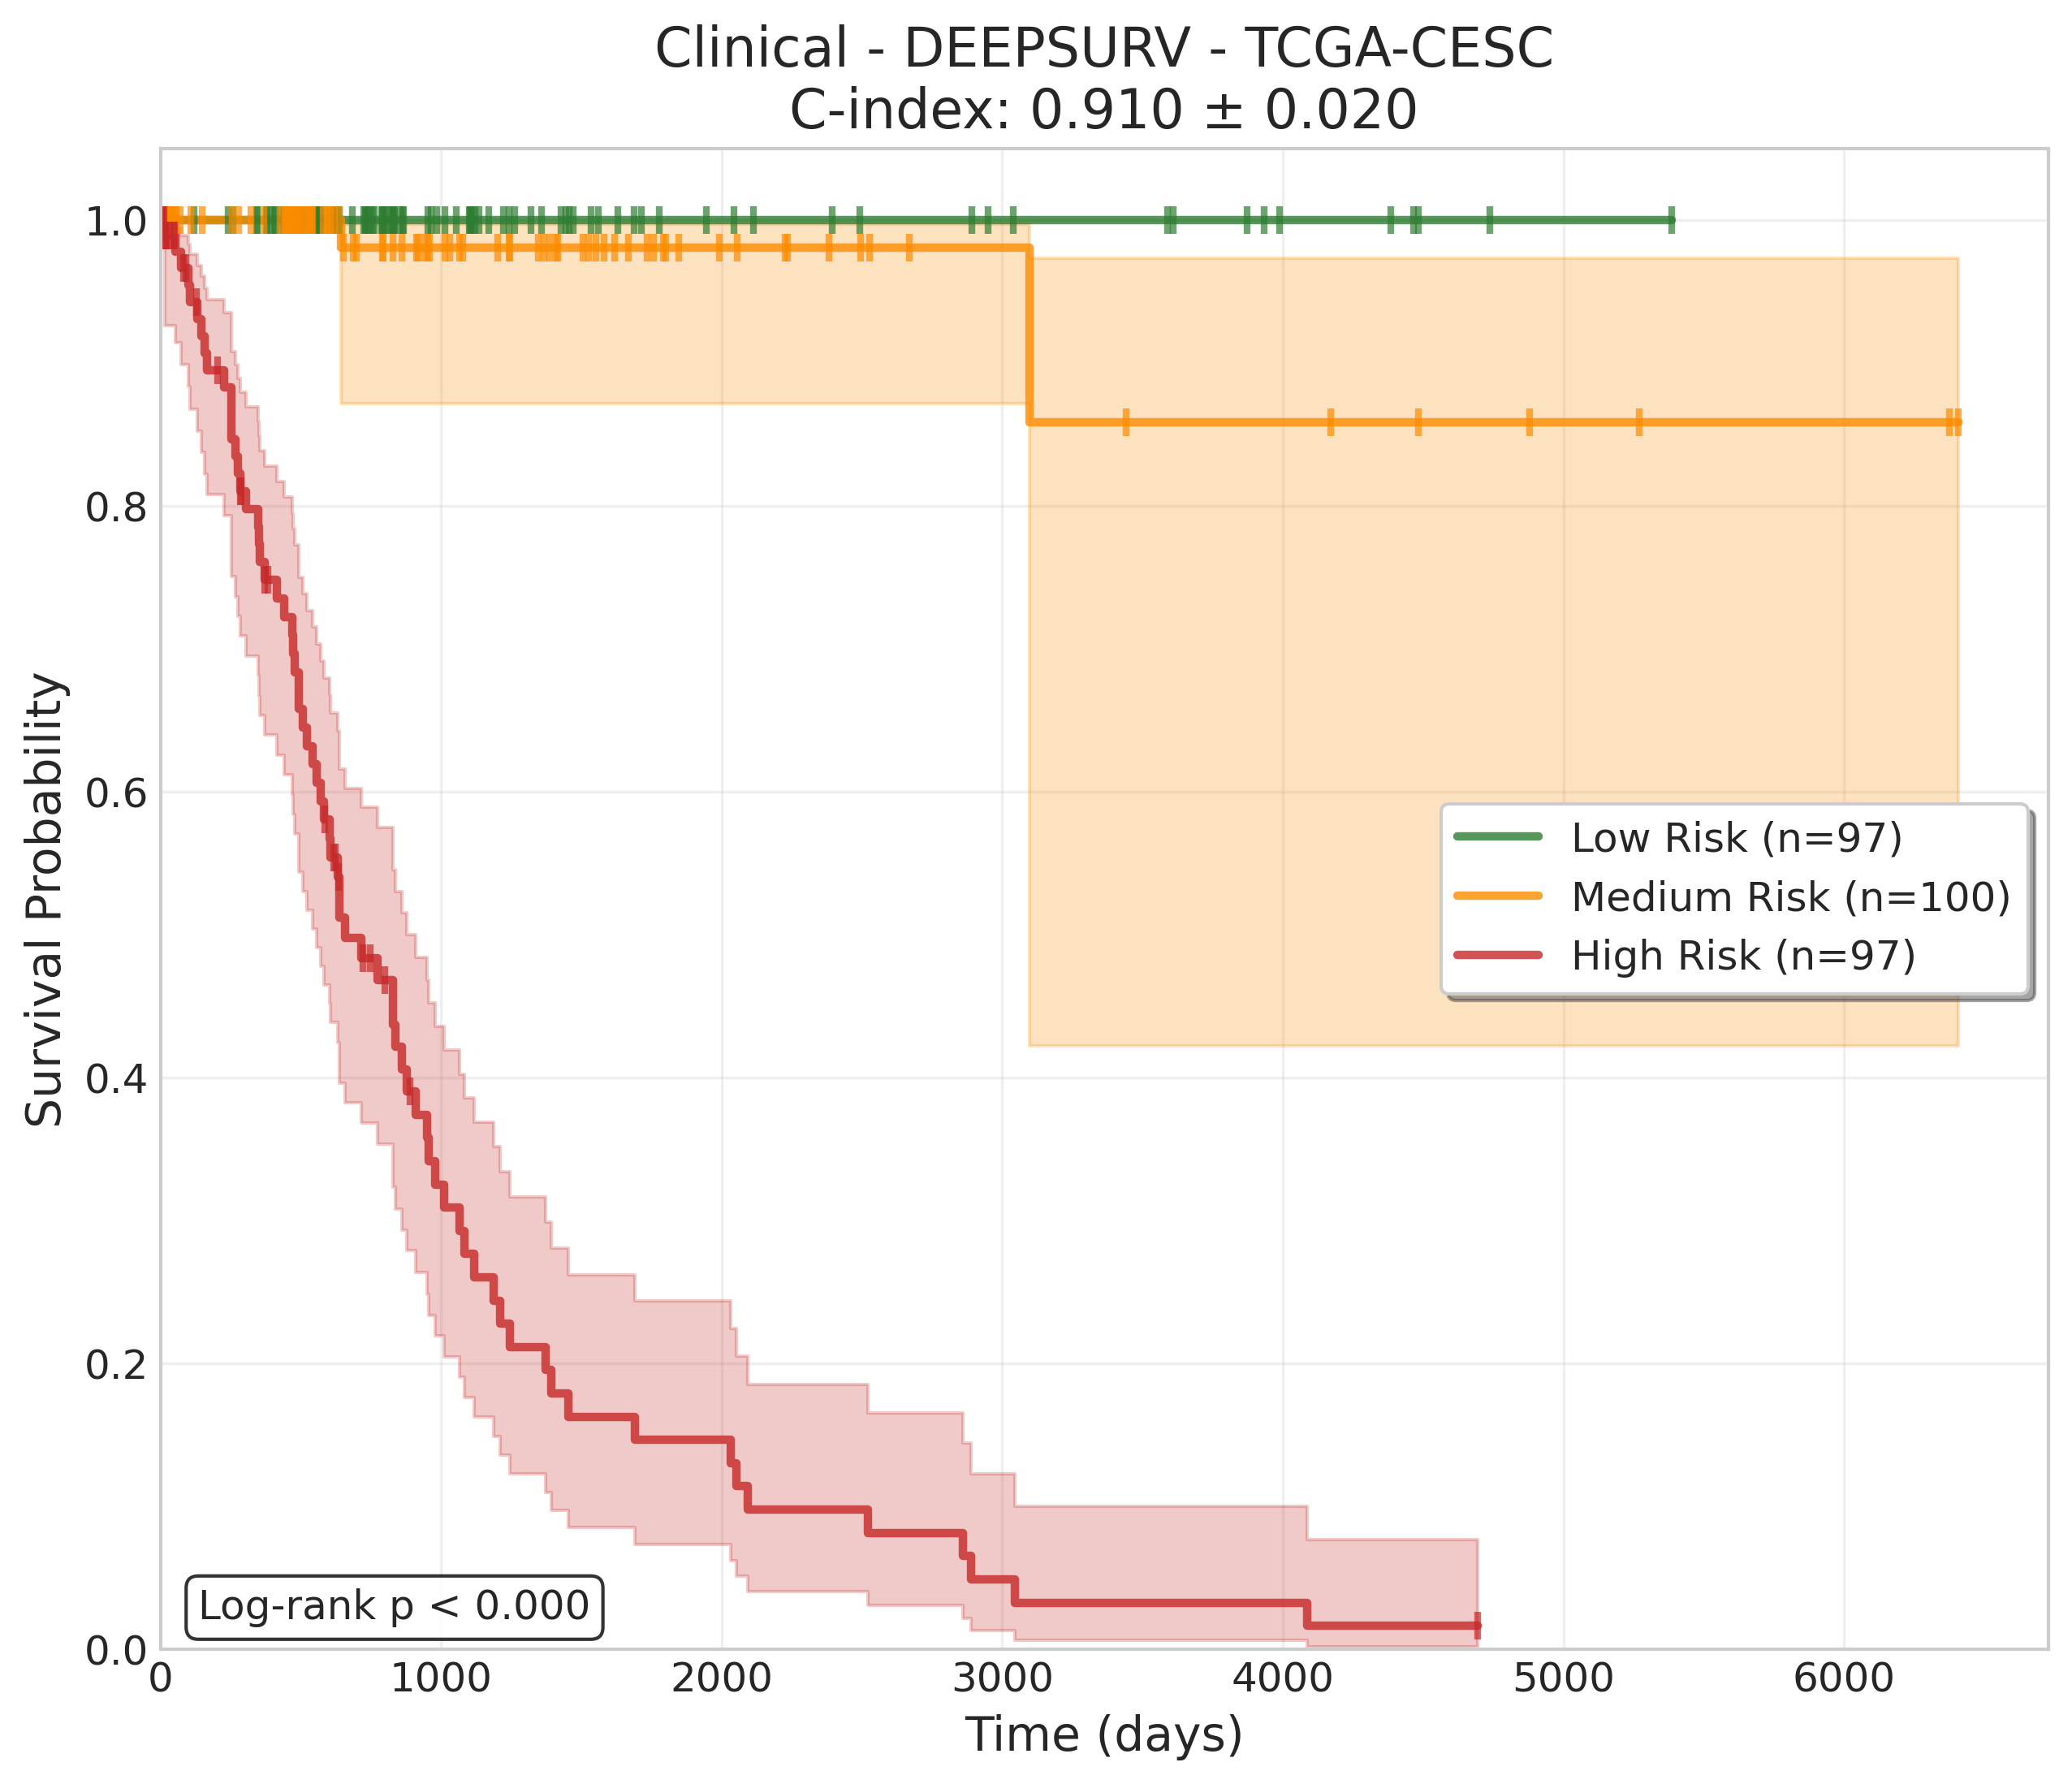 Clinical - DEEPSURV - TCGA-CESC
C-index: 0.910 ± 0.020
Survival Probability
1.0
0.8
0.6
0.4
0.2
0.0
Low Risk (n=97)
Medium Risk (n=100)
High Risk (n=97)
Log-rank p < 0.000
0 1000 2000 3000 4000 5000 6000
Time (days)